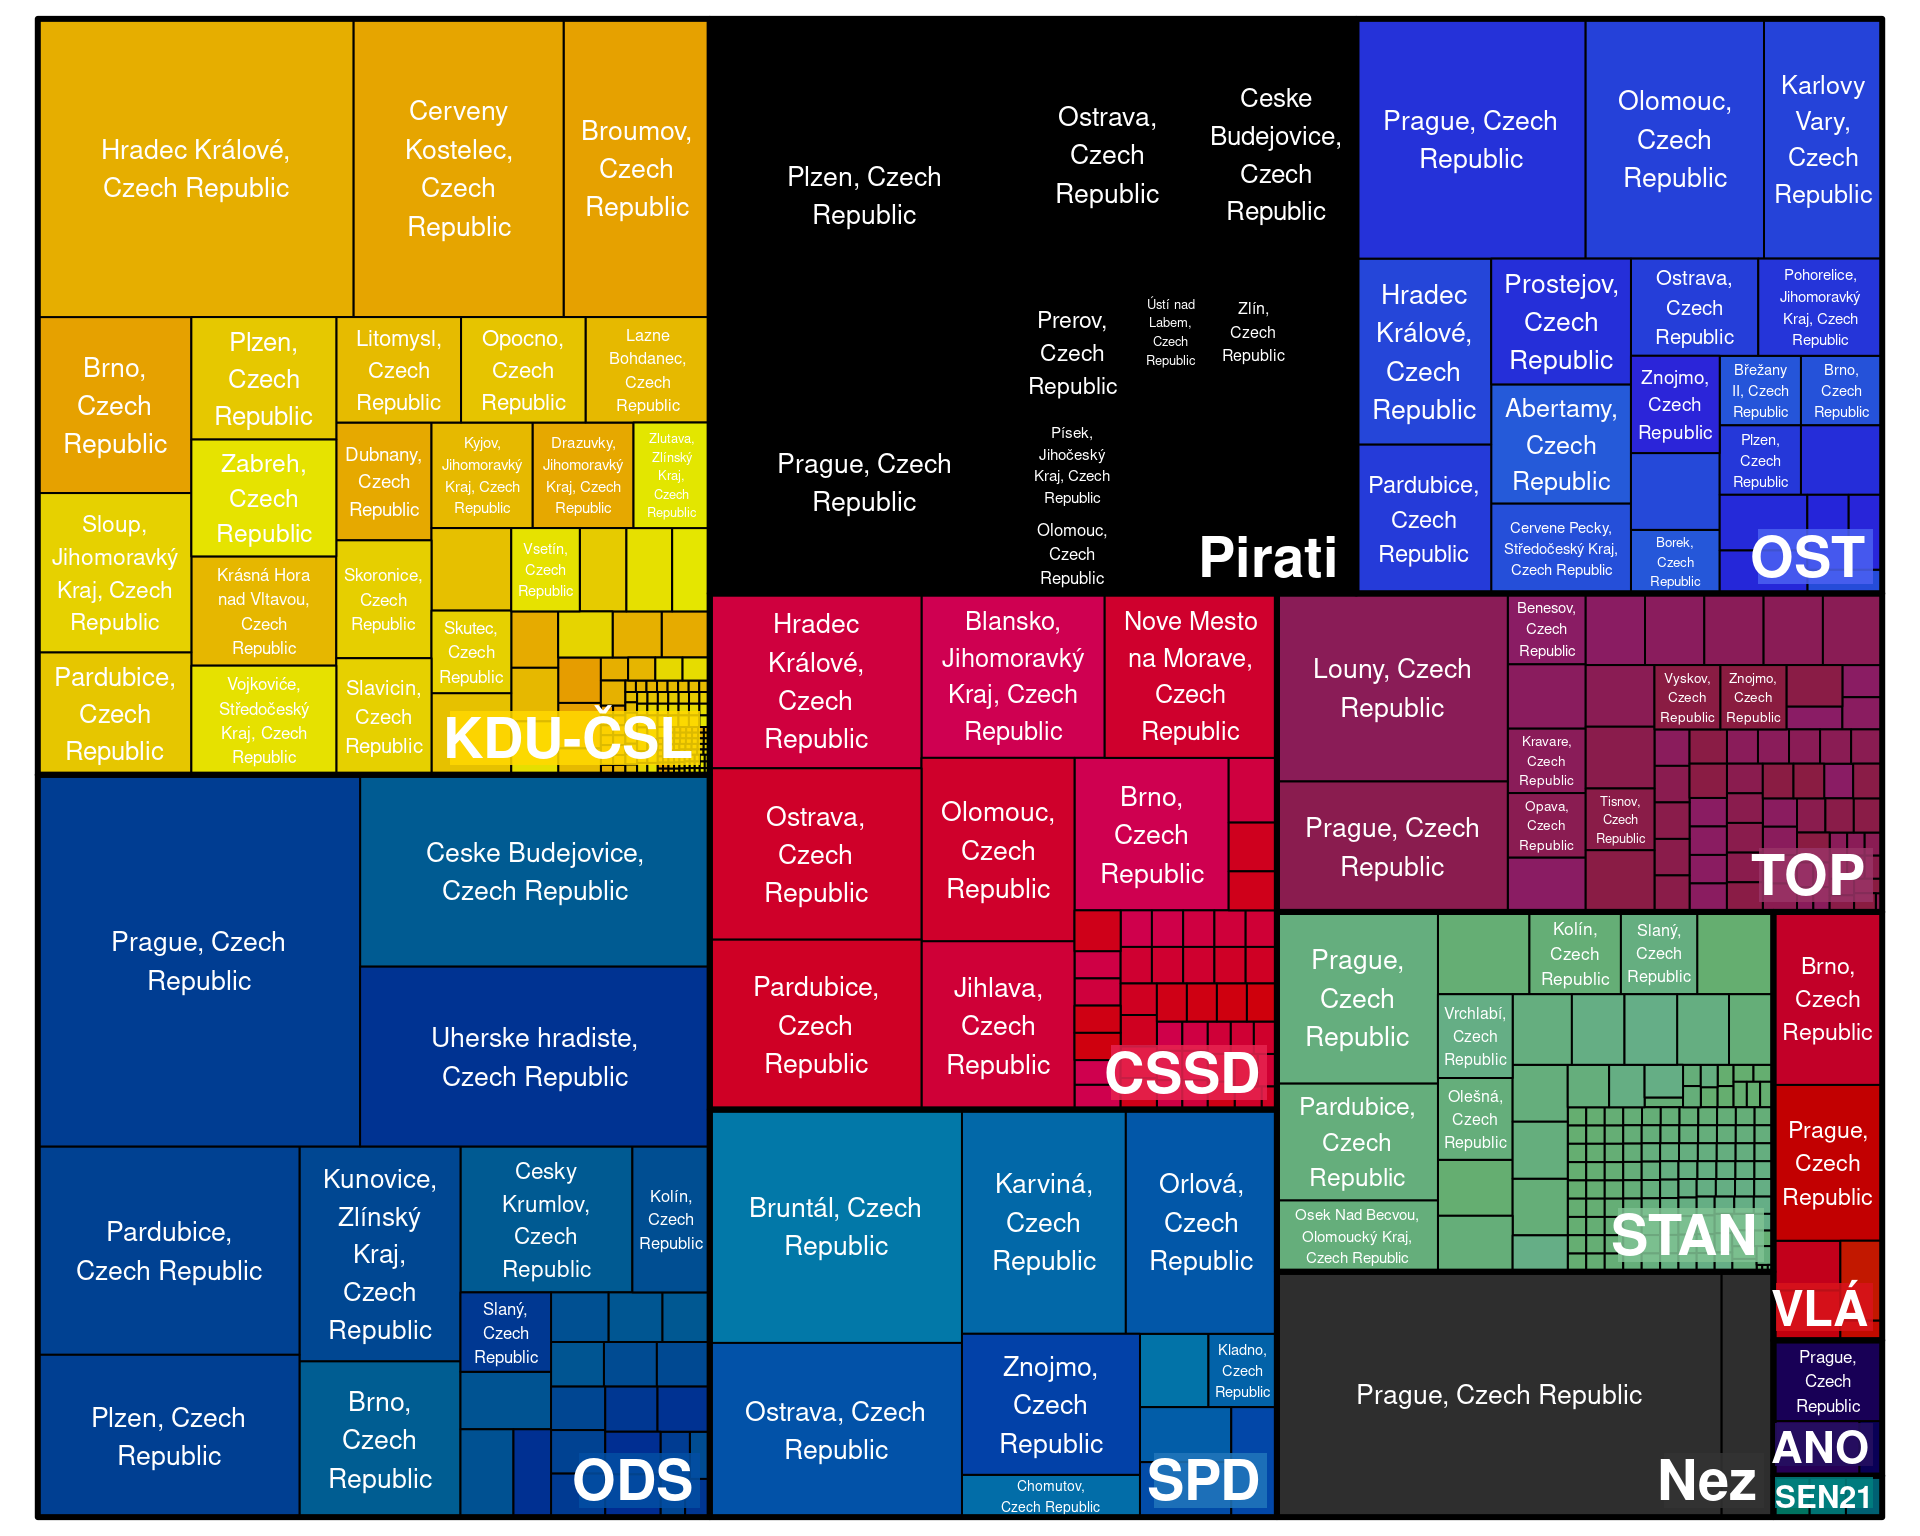 Hradec Králové,
Czech Republic
Cerveny
Kostelec,
Czech
Republic
Broumov,
Czech
Republic
Brno,
Czech
Republic
Plzen,
Czech
Republic
Litomysl,
Czech
Republic
Opocno,
Czech
Republic
Lazne
Bohdanec,
Czech
Republic
Zabreh,
Czech
Republic
Dubnany,
Czech
Republic
Kyjov,
Jihomoravký
Kraj, Czech
Republic
Drazuvky,
Jihomoravký
Kraj, Czech
Republic
Zlutava,
Zlínský
Kraj,
Czech
Republic
Sloup,
Jihomoravký
Kraj, Czech
Republic
Krásná Hora
nad Vltavou,
Czech
Republic
Skoronice,
Czech
Republic
Vsetín,
Czech
Republic
Skutec,
Czech
Republic
Pardubice,
Czech
Republic
Vojkoviće,
Středočeský
Kraj, Czech
Republic
Slavicin,
Czech
Republic
KDU-ČSL
Plzen, Czech
Republic
Ostrava,
Czech
Republic
Ceske
Budejovice,
Czech
Republic
Prague, Czech
Republic
Prerov,
Czech
Republic
Ústí nad
Labem,
Czech
Republic
Zlín,
Czech
Republic
Písek,
Jihočeský
Kraj, Czech
Republic
Olomouc,
Czech
Republic
Pirati
Prague, Czech
Republic
Olomouc,
Czech
Republic
Karlovy
Vary,
Czech
Republic
Hradec
Králové,
Czech
Republic
Prostejov,
Czech
Republic
Ostrava,
Czech
Republic
Pohorelice,
Jihomoravký
Kraj, Czech
Republic
Abertamy,
Czech
Republic
Znojmo,
Czech
Republic
Břežany
II, Czech
Republic
Brno,
Czech
Republic
Plzen,
Czech
Republic
Pardubice,
Czech
Republic
Cervene Pecky,
Středočeský Kraj,
Czech Republic
Borek,
Czech
Republic
OST
Prague, Czech
Republic
Ceske Budejovice,
Czech Republic
Uherske hradiste,
Czech Republic
Pardubice,
Czech Republic
Kunovice,
Zlínský
Kraj,
Czech
Republic
Cesky
Krumlov,
Czech
Republic
Kolín,
Czech
Republic
Slaný,
Czech
Republic
Plzen, Czech
Republic
Brno,
Czech
Republic
ODS
Hradec
Králové,
Czech
Republic
Blansko,
Jihomoravký
Kraj, Czech
Republic
Nove Mesto
na Morave,
Czech
Republic
Ostrava,
Czech
Republic
Olomouc,
Czech
Republic
Brno,
Czech
Republic
Pardubice,
Czech
Republic
Jihlava,
Czech
Republic
CSSD
Bruntál, Czech
Republic
Karviná,
Czech
Republic
Orlová,
Czech
Republic
Ostrava, Czech
Republic
Znojmo,
Czech
Republic
Kladno,
Czech
Republic
Chomutov,
Czech Republic
SPD
Louny, Czech
Republic
Benesov,
Czech
Republic
Vyskov,
Czech
Republic
Znojmo,
Czech
Republic
Kravare,
Czech
Republic
Prague, Czech
Republic
Opava,
Czech
Republic
Tisnov,
Czech
Republic
TOP
Prague,
Czech
Republic
Kolín,
Czech
Republic
Slaný,
Czech
Republic
Vrchlabí,
Czech
Republic
Pardubice,
Czech
Republic
Olešná,
Czech
Republic
Osek Nad Becvou,
Olomoucký Kraj,
Czech Republic
STAN
Brno,
Czech
Republic
Prague,
Czech
Republic
VLÁ
Prague, Czech Republic
Nez
Prague,
Czech
Republic
ANO
SEN21